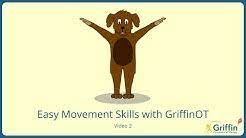 Easy Movement Skills with GriffinOT
Video 2
Griffin